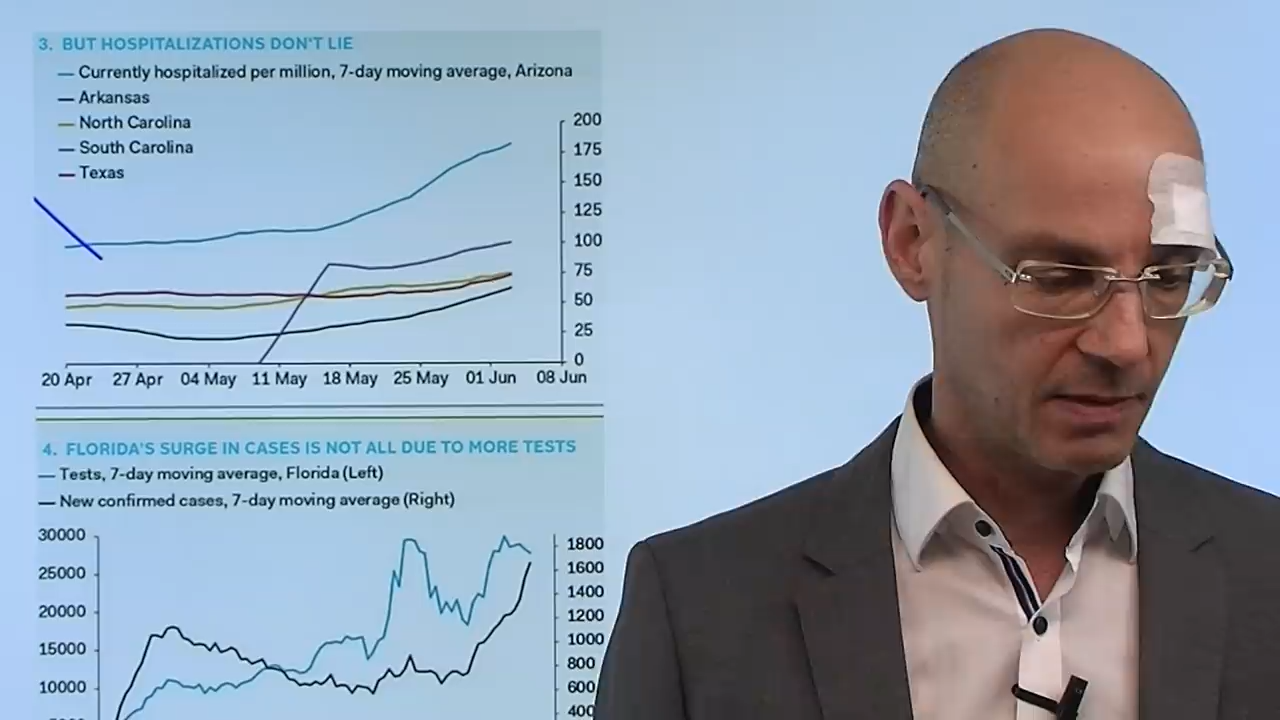 3. BUT HOSPITALIZATIONS DON'T LIE
Currently hospitalized per million, 7-day moving average, Arizona
Arkansas
North Carolina
South Carolina
Texas
200
175
150
125
100
75
50
25
0
20 Apr 27 Apr 04 May 11 May 18 May 25 May 01 Jun 08 Jun
4. FLORIDA'S SURGE IN CASES IS NOT ALL DUE TO MORE TESTS
Tests, 7-day moving average, Florida (Left)
New confirmed cases, 7-day moving average (Right)
30000 1800
25000 1600
1400
20000 1200
15000 1000
800
10000 600
400